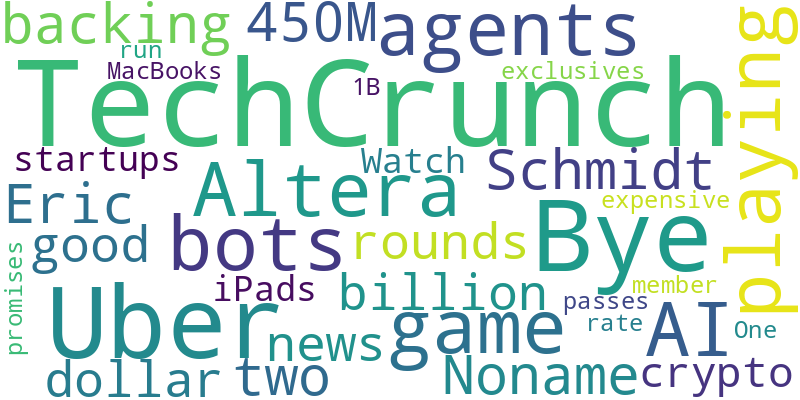 backing 450M agents
run
MacBooks 1B exclusives
TechCrunch
playing
startups Watch Schmidt
Eric Altera expensive
good bots rounds Bye
promises iPads billion member
passes
Uber news game rate AI One
dollar two Noname crypto